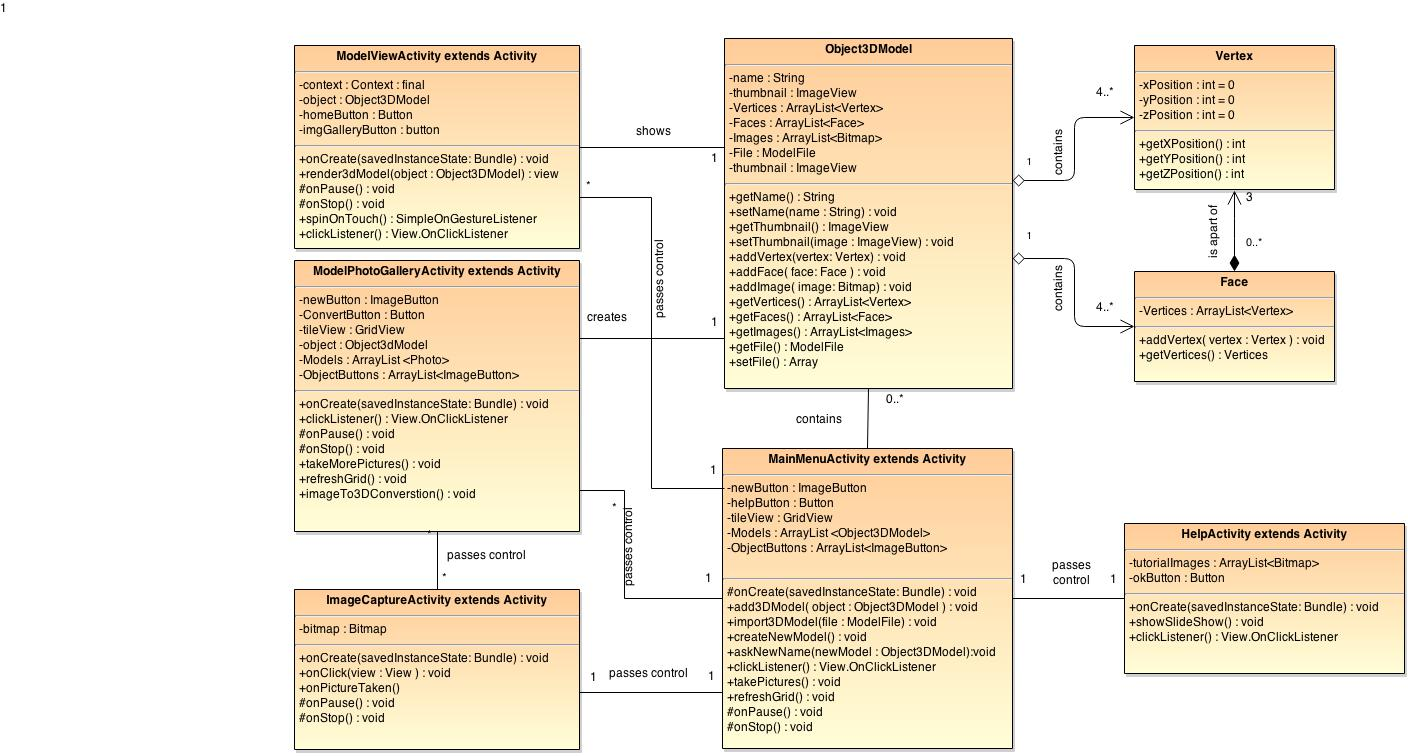 1
ModelViewActivity extends Activity
-context : Context : final
-object : Object3DModel
-homeButton : Button
-imgGalleryButton : button
+onCreate(savedInstanceState: Bundle) : void
+render3dModel(object : Object3DModel) : view
#onPause() : void
#onStop() : void
+spinOnTouch() : SimpleOnGestureListener
+clickListener() : View.OnClickListener
shows
1
*
passes control
1
Object3DModel
-name : String
-thumbnail : ImageView
-Vertices : ArrayList<Vertex>
-Faces : ArrayList<Face>
-Images : ArrayList<Bitmap>
-File : ModelFile
-thumbnail : ImageView
+getName() : String
+setName(name : String) : void
+getThumbnail() : ImageView
+setThumbnail(image : ImageView) : void
+addVertex(vertex: Vertex) : void
+addFace( face: Face ) : void
+addImage( image: Bitmap) : void
+getVertices() : ArrayList<Vertex>
+getFaces() : ArrayList<Face>
+getImages() : ArrayList<Images>
+getFile() : ModelFile
+setFile() : Array
1
contains
4..*
1
contains
4..*
Vertex
-xPosition : int = 0
-yPosition : int = 0
-zPosition : int = 0
+getXPosition() : int
+getYPosition() : int
+getZPosition() : int
3
is apart of
0..*
Face
-Vertices : ArrayList<Vertex>
+addVertex( vertex : Vertex ) : void
+getVertices() : Vertices
ModelPhotoGalleryActivity extends Activity
-newButton : ImageButton
-ConvertButton : Button
-tileView : GridView
-object : Object3dModel
-Models : ArrayList <Photo>
-ObjectButtons : ArrayList<ImageButton>
+onCreate(savedInstanceState: Bundle) : void
+clickListener() : View.OnClickListener
#onPause() : void
#onStop() : void
+takeMorePictures() : void
+refreshGrid() : void
+imageTo3DConverstion() : void
creates
1
*
passes control
1
*
passes control
*
0..*
contains
MainMenuActivity extends Activity
-newButton : ImageButton
-helpButton : Button
-tileView : GridView
-Models : ArrayList <Object3DModel>
-ObjectButtons : ArrayList<ImageButton>
#onCreate(savedInstanceState: Bundle) : void
+add3DModel( object : Object3DModel ) : void
+import3DModel(file : ModelFile) : void
+createNewModel() : void
+askNewName(newModel : Object3DModel):void
+clickListener() : View.OnClickListener
+takePictures() : void
+refreshGrid() : void
#onPause() : void
#onStop() : void
1
passes
control
1
HelpActivity extends Activity
-tutorialImages : ArrayList<Bitmap>
-okButton : Button
+onCreate(savedInstanceState: Bundle) : void
+showSlideShow() : void
+clickListener() : View.OnClickListener
ImageCaptureActivity extends Activity
-bitmap : Bitmap
+onCreate(savedInstanceState: Bundle) : void
+onClick(view : View ) : void
+onPictureTaken()
#onPause() : void
#onStop() : void
1
passes control
1